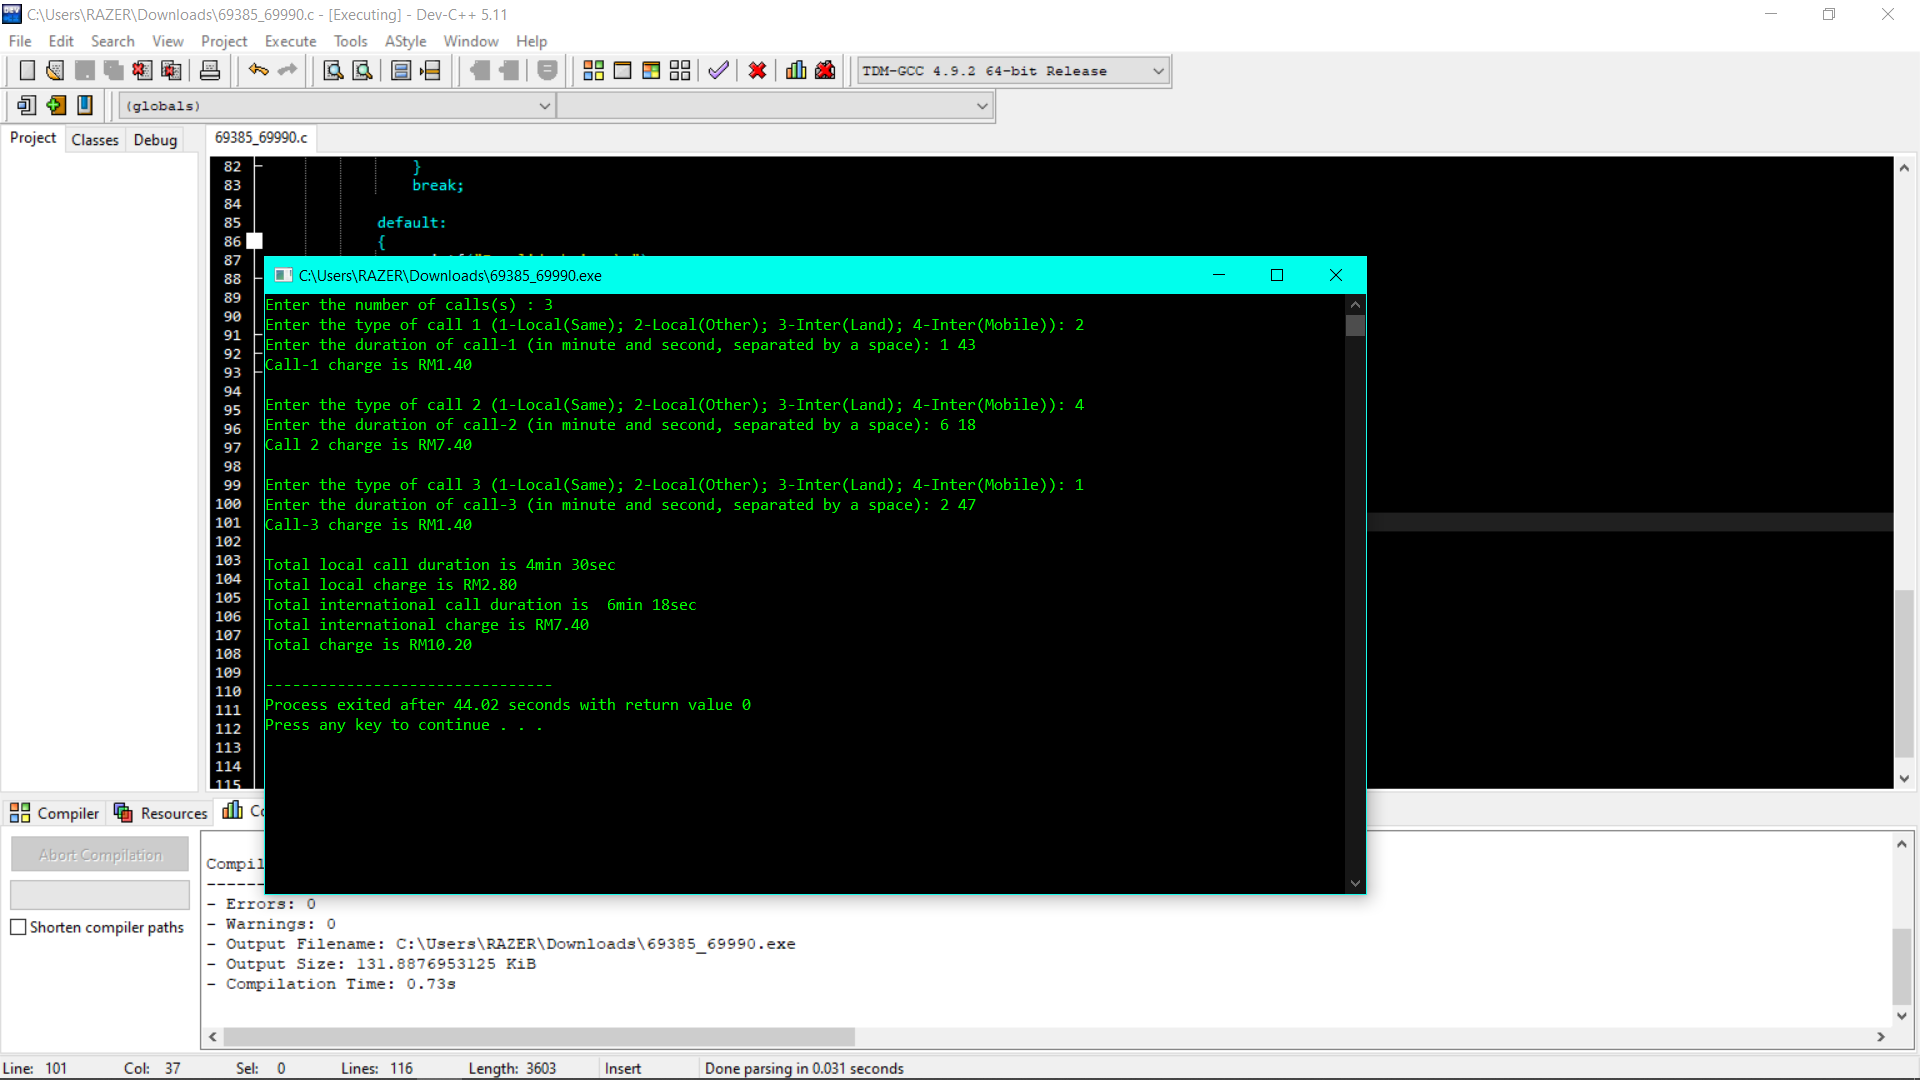 C:\Users\RAZER\Downloads\69385_69990.c - [Executing] - Dev-C++ 5.11
File Edit Search View Project Execute Tools AStyle Window Help
TDM-GCC 4.9.2 64-bit Release
(globals)
Project Classes Debug
69385_69990.c
82 }
83 break;
84
85 default:
86 {
87
88
89
90
91
92
93
94
95
96
97
98
99
100
101
102
103
104
105
106
107
108
109
110
111
112
113
114
115
C:\Users\RAZER\Downloads\69385_69990.exe
Enter the number of calls(s) : 3
Enter the type of call 1 (1-Local(Same); 2-Local(Other); 3-Inter(Land); 4-Inter(Mobile)): 2
Enter the duration of call-1 (in minute and second, separated by a space): 1 43
Call-1 charge is RM1.40
Enter the type of call 2 (1-Local(Same); 2-Local(Other); 3-Inter(Land); 4-Inter(Mobile)): 4
Enter the duration of call-2 (in minute and second, separated by a space): 6 18
Call 2 charge is RM7.40
Enter the type of call 3 (1-Local(Same); 2-Local(Other); 3-Inter(Land); 4-Inter(Mobile)): 1
Enter the duration of call-3 (in minute and second, separated by a space): 2 47
Call-3 charge is RM1.40
Total local call duration is 4min 30sec
Total local charge is RM2.80
Total international call duration is  6min 18sec
Total international charge is RM7.40
Total charge is RM10.20
--------------------------------
Process exited after 44.02 seconds with return value 0
Press any key to continue . . .
Compiler Resources Co
Abort Compilation
Shorten compiler paths
Compil
------
- Errors: 0
- Warnings: 0
- Output Filename: C:\Users\RAZER\Downloads\69385_69990.exe
- Output Size: 131.8876953125 KiB
- Compilation Time: 0.73s
Line: 101 Col: 37 Sel: 0 Lines: 116 Length: 3603 Insert Done parsing in 0.031 seconds